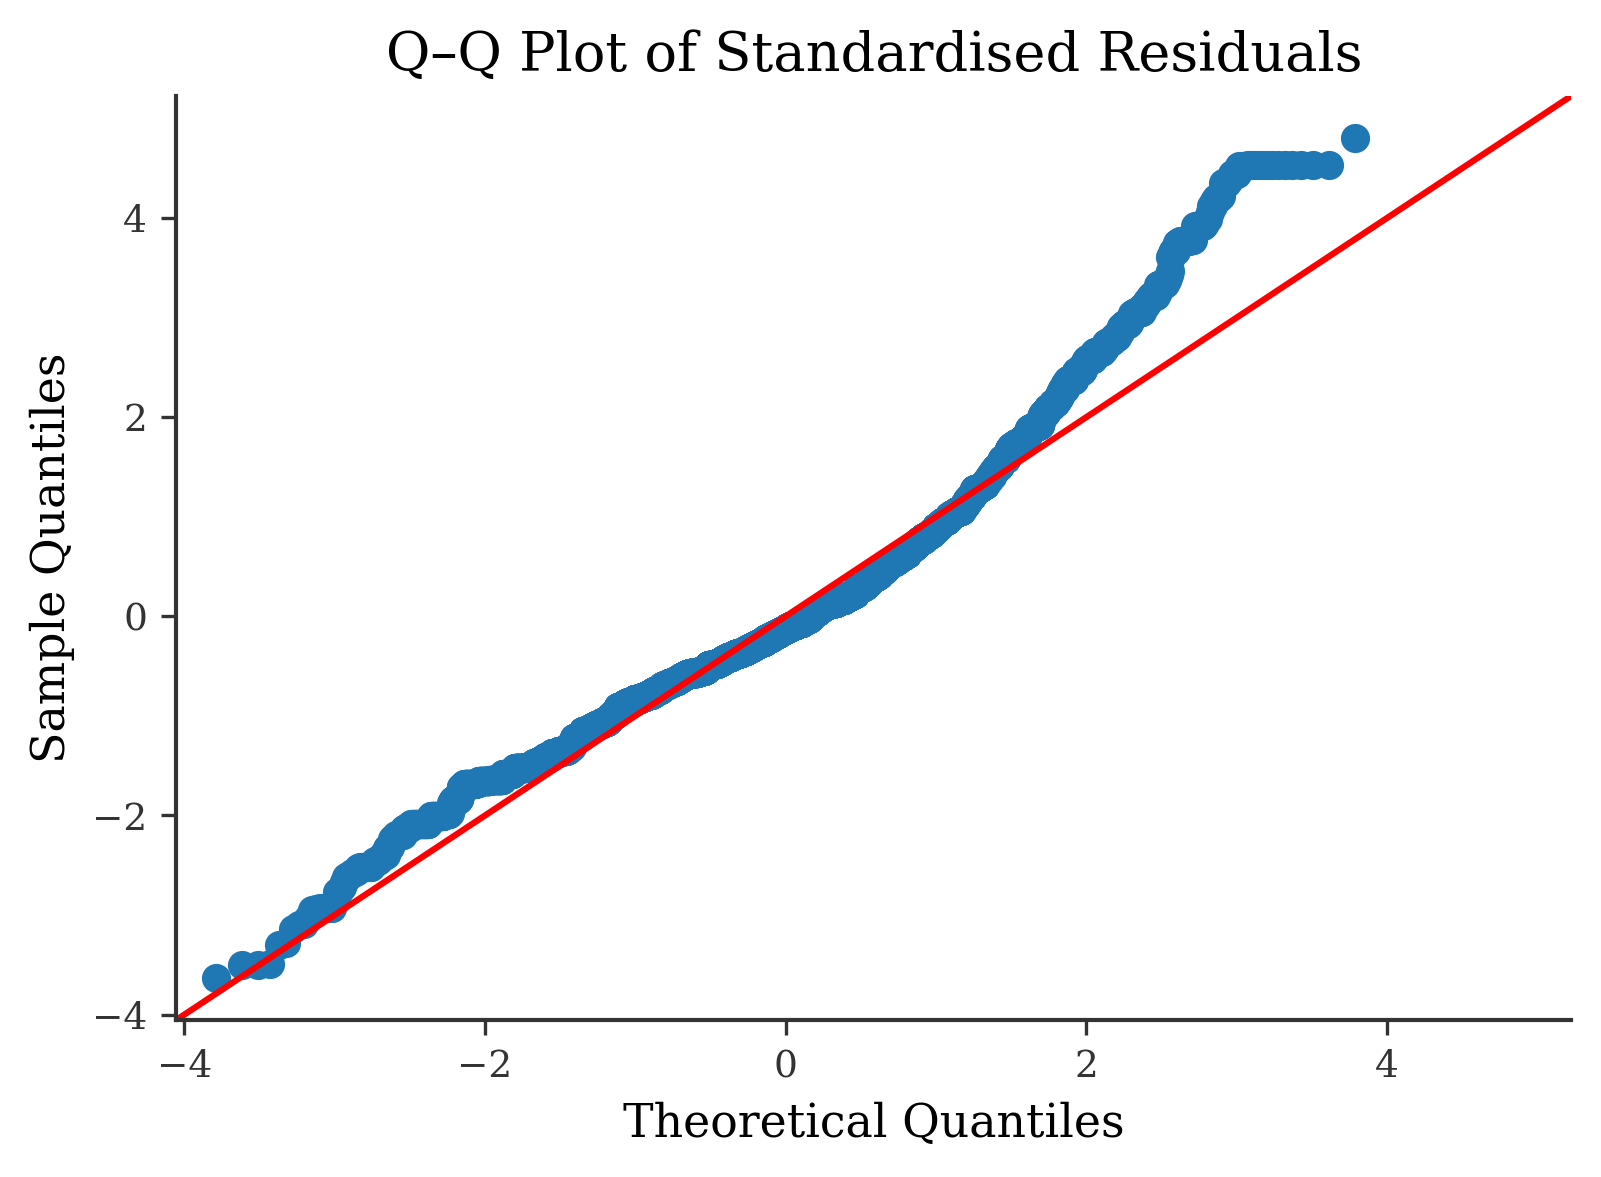 Q–Q Plot of Standardised Residuals
Sample Quantiles
4
2
0
−2
−4
−4 −2 0 2 4
Theoretical Quantiles